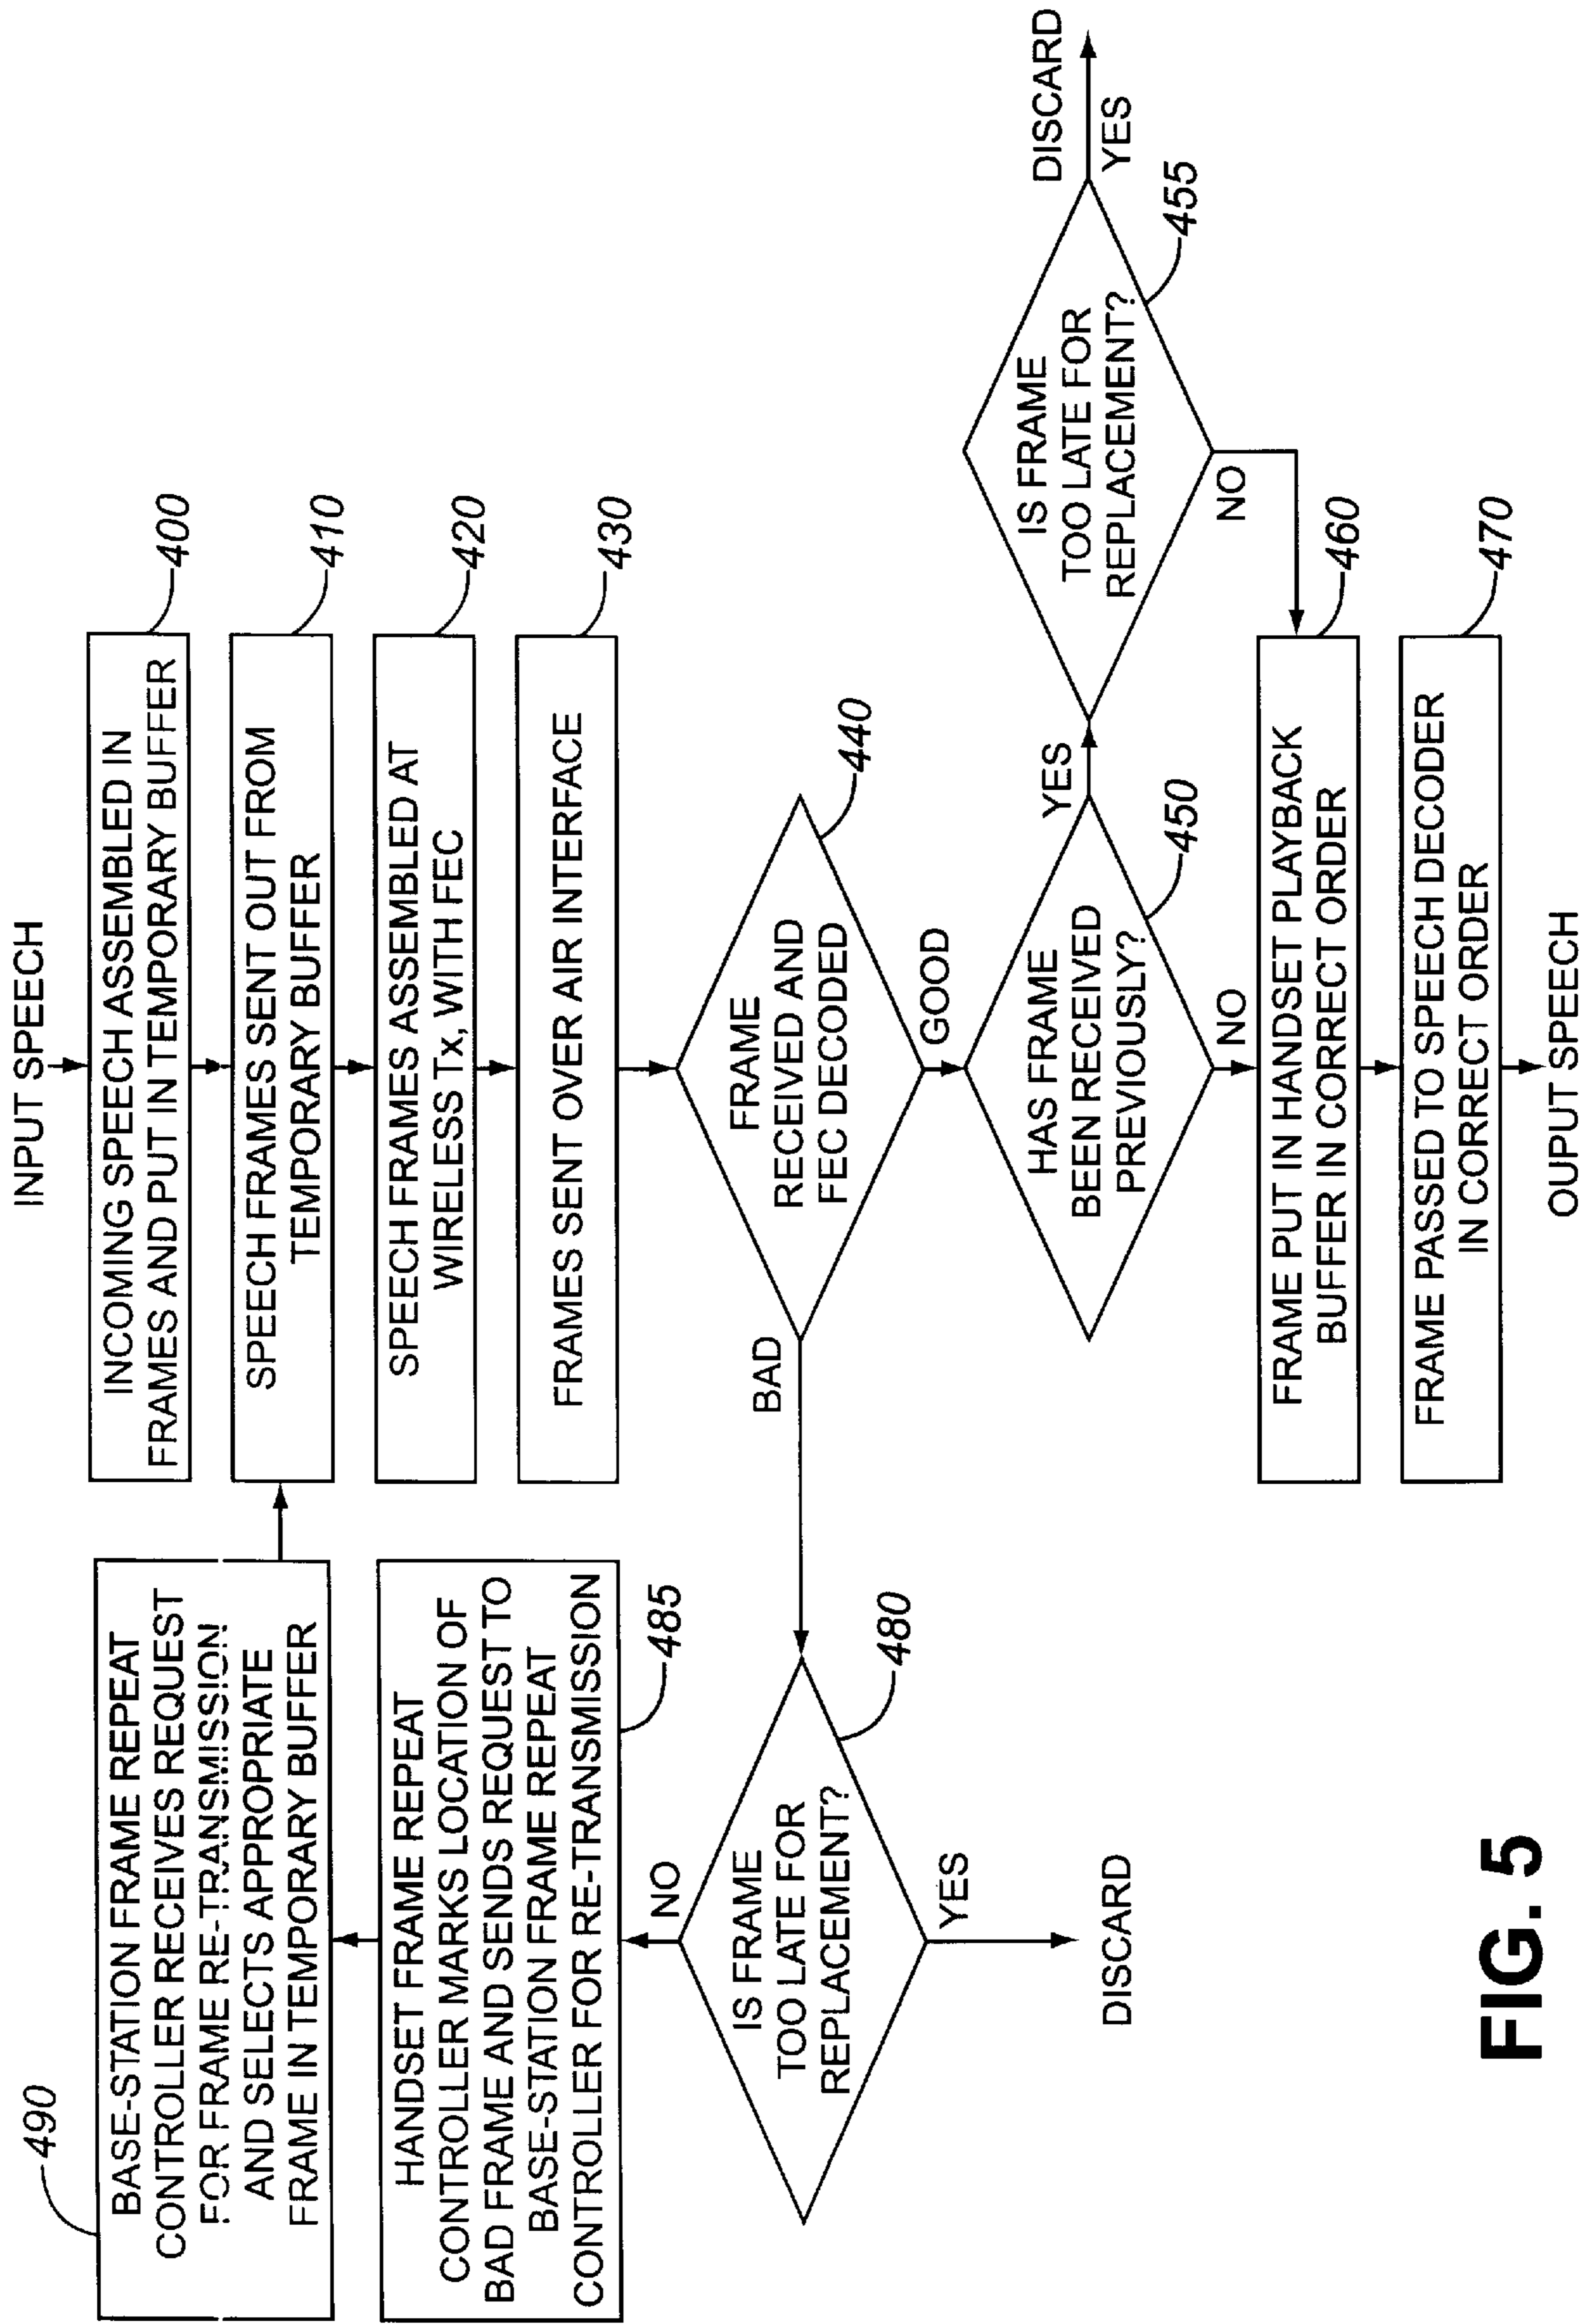 INPUT SPEECH
INCOMING SPEECH ASSEMBLED IN
FRAMES AND PUT IN TEMPORARY BUFFER
400
SPEECH FRAMES SENT OUT FROM
TEMPORARY BUFFER
410
SPEECH FRAMES ASSEMBLED AT
WIRELESS Tx, WITH FEC
420
FRAMES SENT OVER AIR INTERFACE
430
FRAME
RECEIVED AND
FEC DECODED
440
BAD
GOOD
HAS FRAME
BEEN RECEIVED
PREVIOUSLY?
450
YES
NO
IS FRAME
TOO LATE FOR
REPLACEMENT?
455
DISCARD
YES
NO
FRAME PUT IN HANDSET PLAYBACK
BUFFER IN CORRECT ORDER
460
FRAME PASSED TO SPEECH DECODER
IN CORRECT ORDER
470
OUPUT SPEECH
490
BASE-STATION FRAME REPEAT
CONTROLLER RECEIVES REQUEST
FOR FRAME RE-TRANSMISSION
AND SELECTS APPROPRIATE
FRAME IN TEMPORARY BUFFER
HANDSET FRAME REPEAT
CONTROLLER MARKS LOCATION OF
BAD FRAME AND SENDS REQUEST TO
BASE-STATION FRAME REPEAT
CONTROLLER FOR RE-TRANSMISSION
485
NO
IS FRAME
TOO LATE FOR
REPLACEMENT?
480
YES
DISCARD
FIG. 5